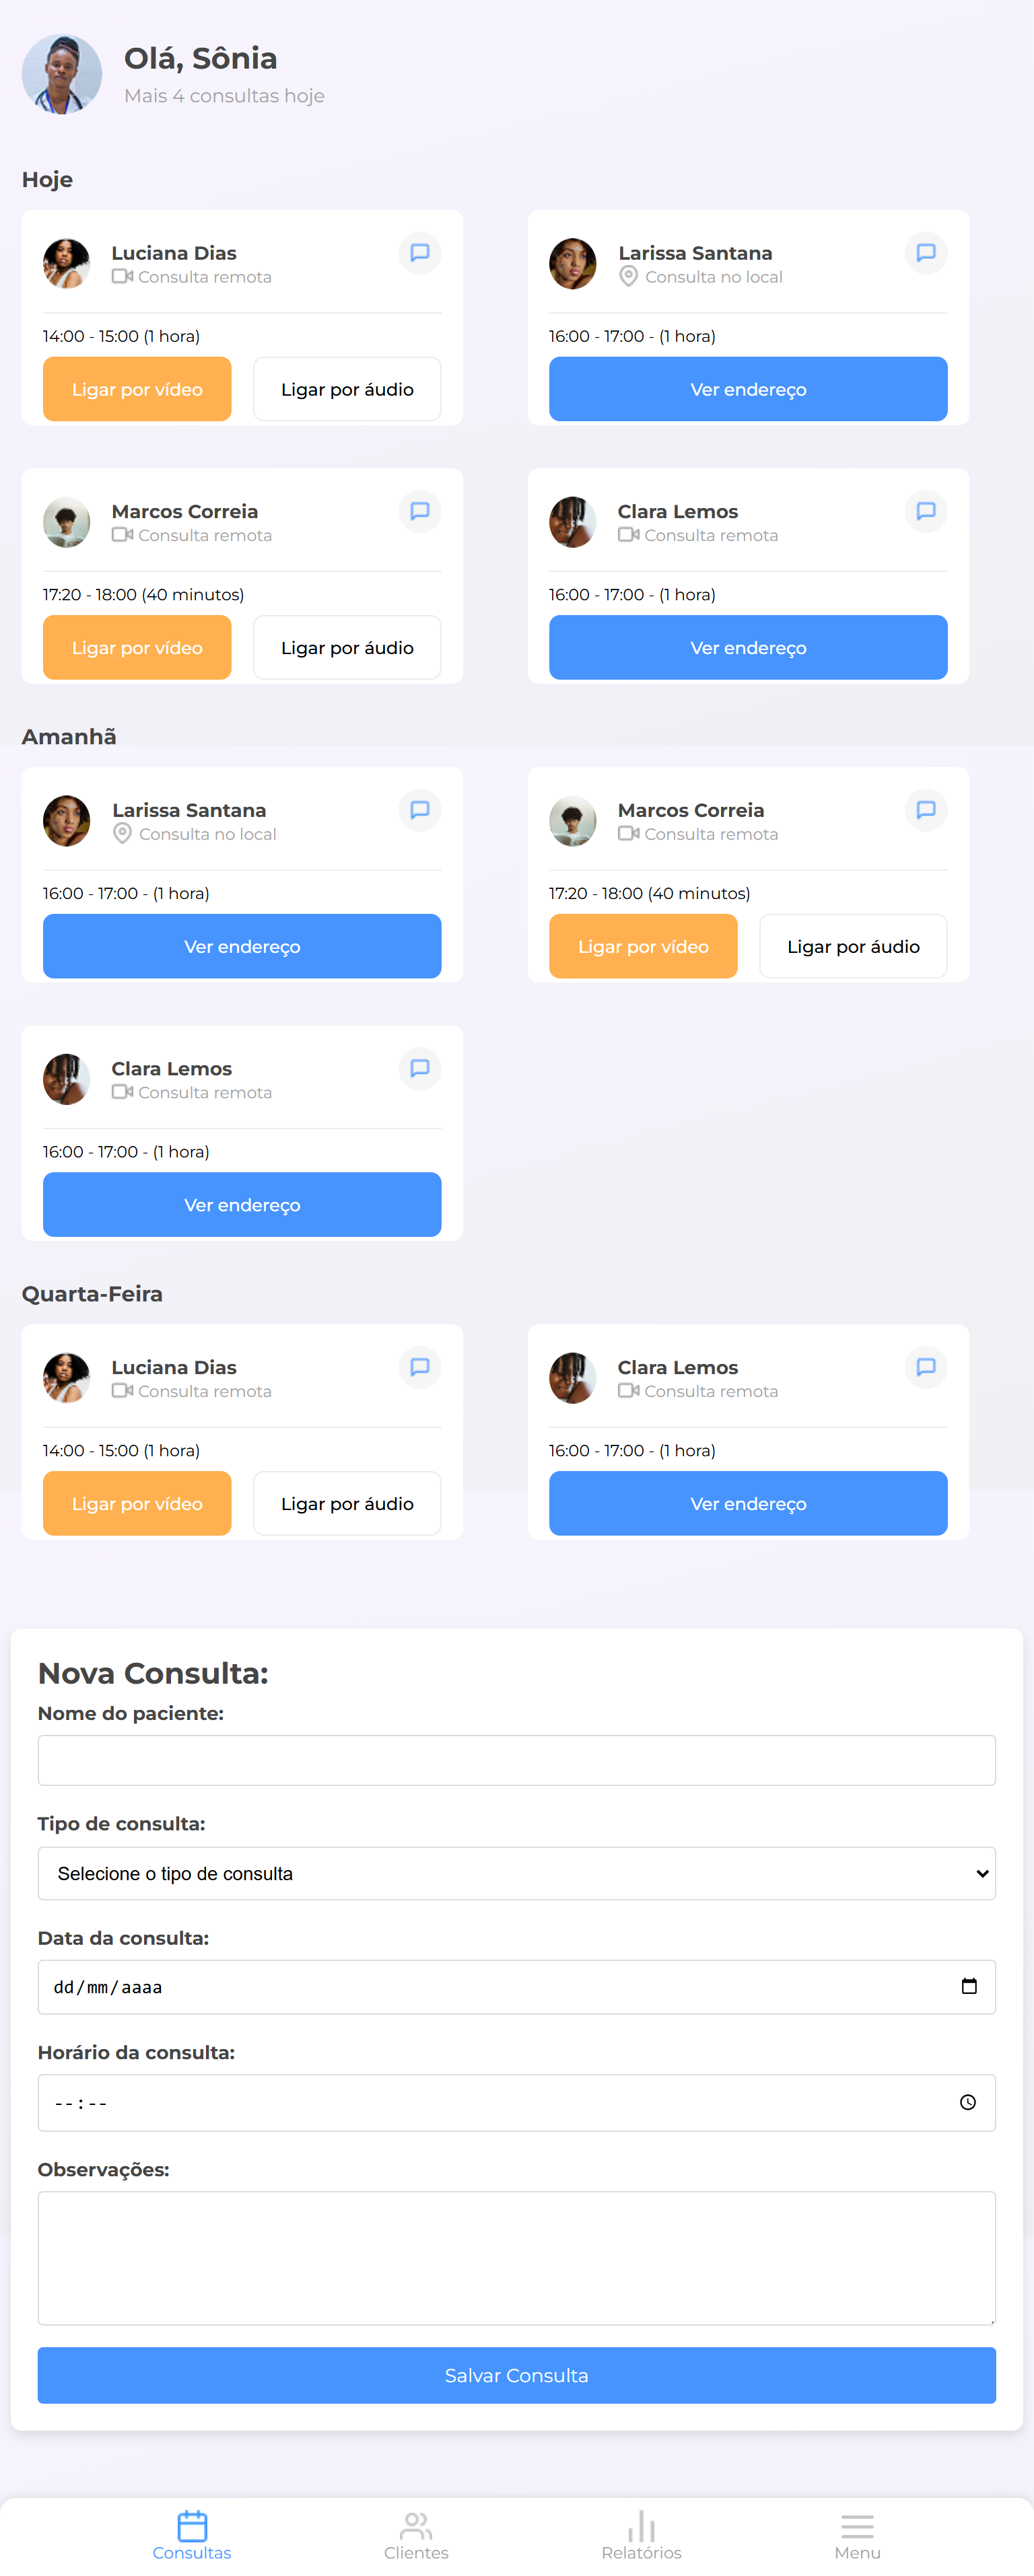 Olá, Sônia
Mais 4 consultas hoje
Hoje
Luciana Dias
Consulta remota
14:00 - 15:00 (1 hora)
Ligar por vídeo
Ligar por áudio
Larissa Santana
Consulta no local
16:00 - 17:00 - (1 hora)
Ver endereço
Marcos Correia
Consulta remota
17:20 - 18:00 (40 minutos)
Ligar por vídeo
Ligar por áudio
Clara Lemos
Consulta remota
16:00 - 17:00 - (1 hora)
Ver endereço
Amanhã
Larissa Santana
Consulta no local
16:00 - 17:00 - (1 hora)
Ver endereço
Marcos Correia
Consulta remota
17:20 - 18:00 (40 minutos)
Ligar por vídeo
Ligar por áudio
Clara Lemos
Consulta remota
16:00 - 17:00 - (1 hora)
Ver endereço
Quarta-Feira
Luciana Dias
Consulta remota
14:00 - 15:00 (1 hora)
Ligar por vídeo
Ligar por áudio
Clara Lemos
Consulta remota
16:00 - 17:00 - (1 hora)
Ver endereço
Nova Consulta:
Nome do paciente:
Tipo de consulta:
Selecione o tipo de consulta
Data da consulta:
dd/mm/aaaa
Horário da consulta:
--:--
Observações:
Salvar Consulta
Consultas
Clientes
Relatórios
Menu